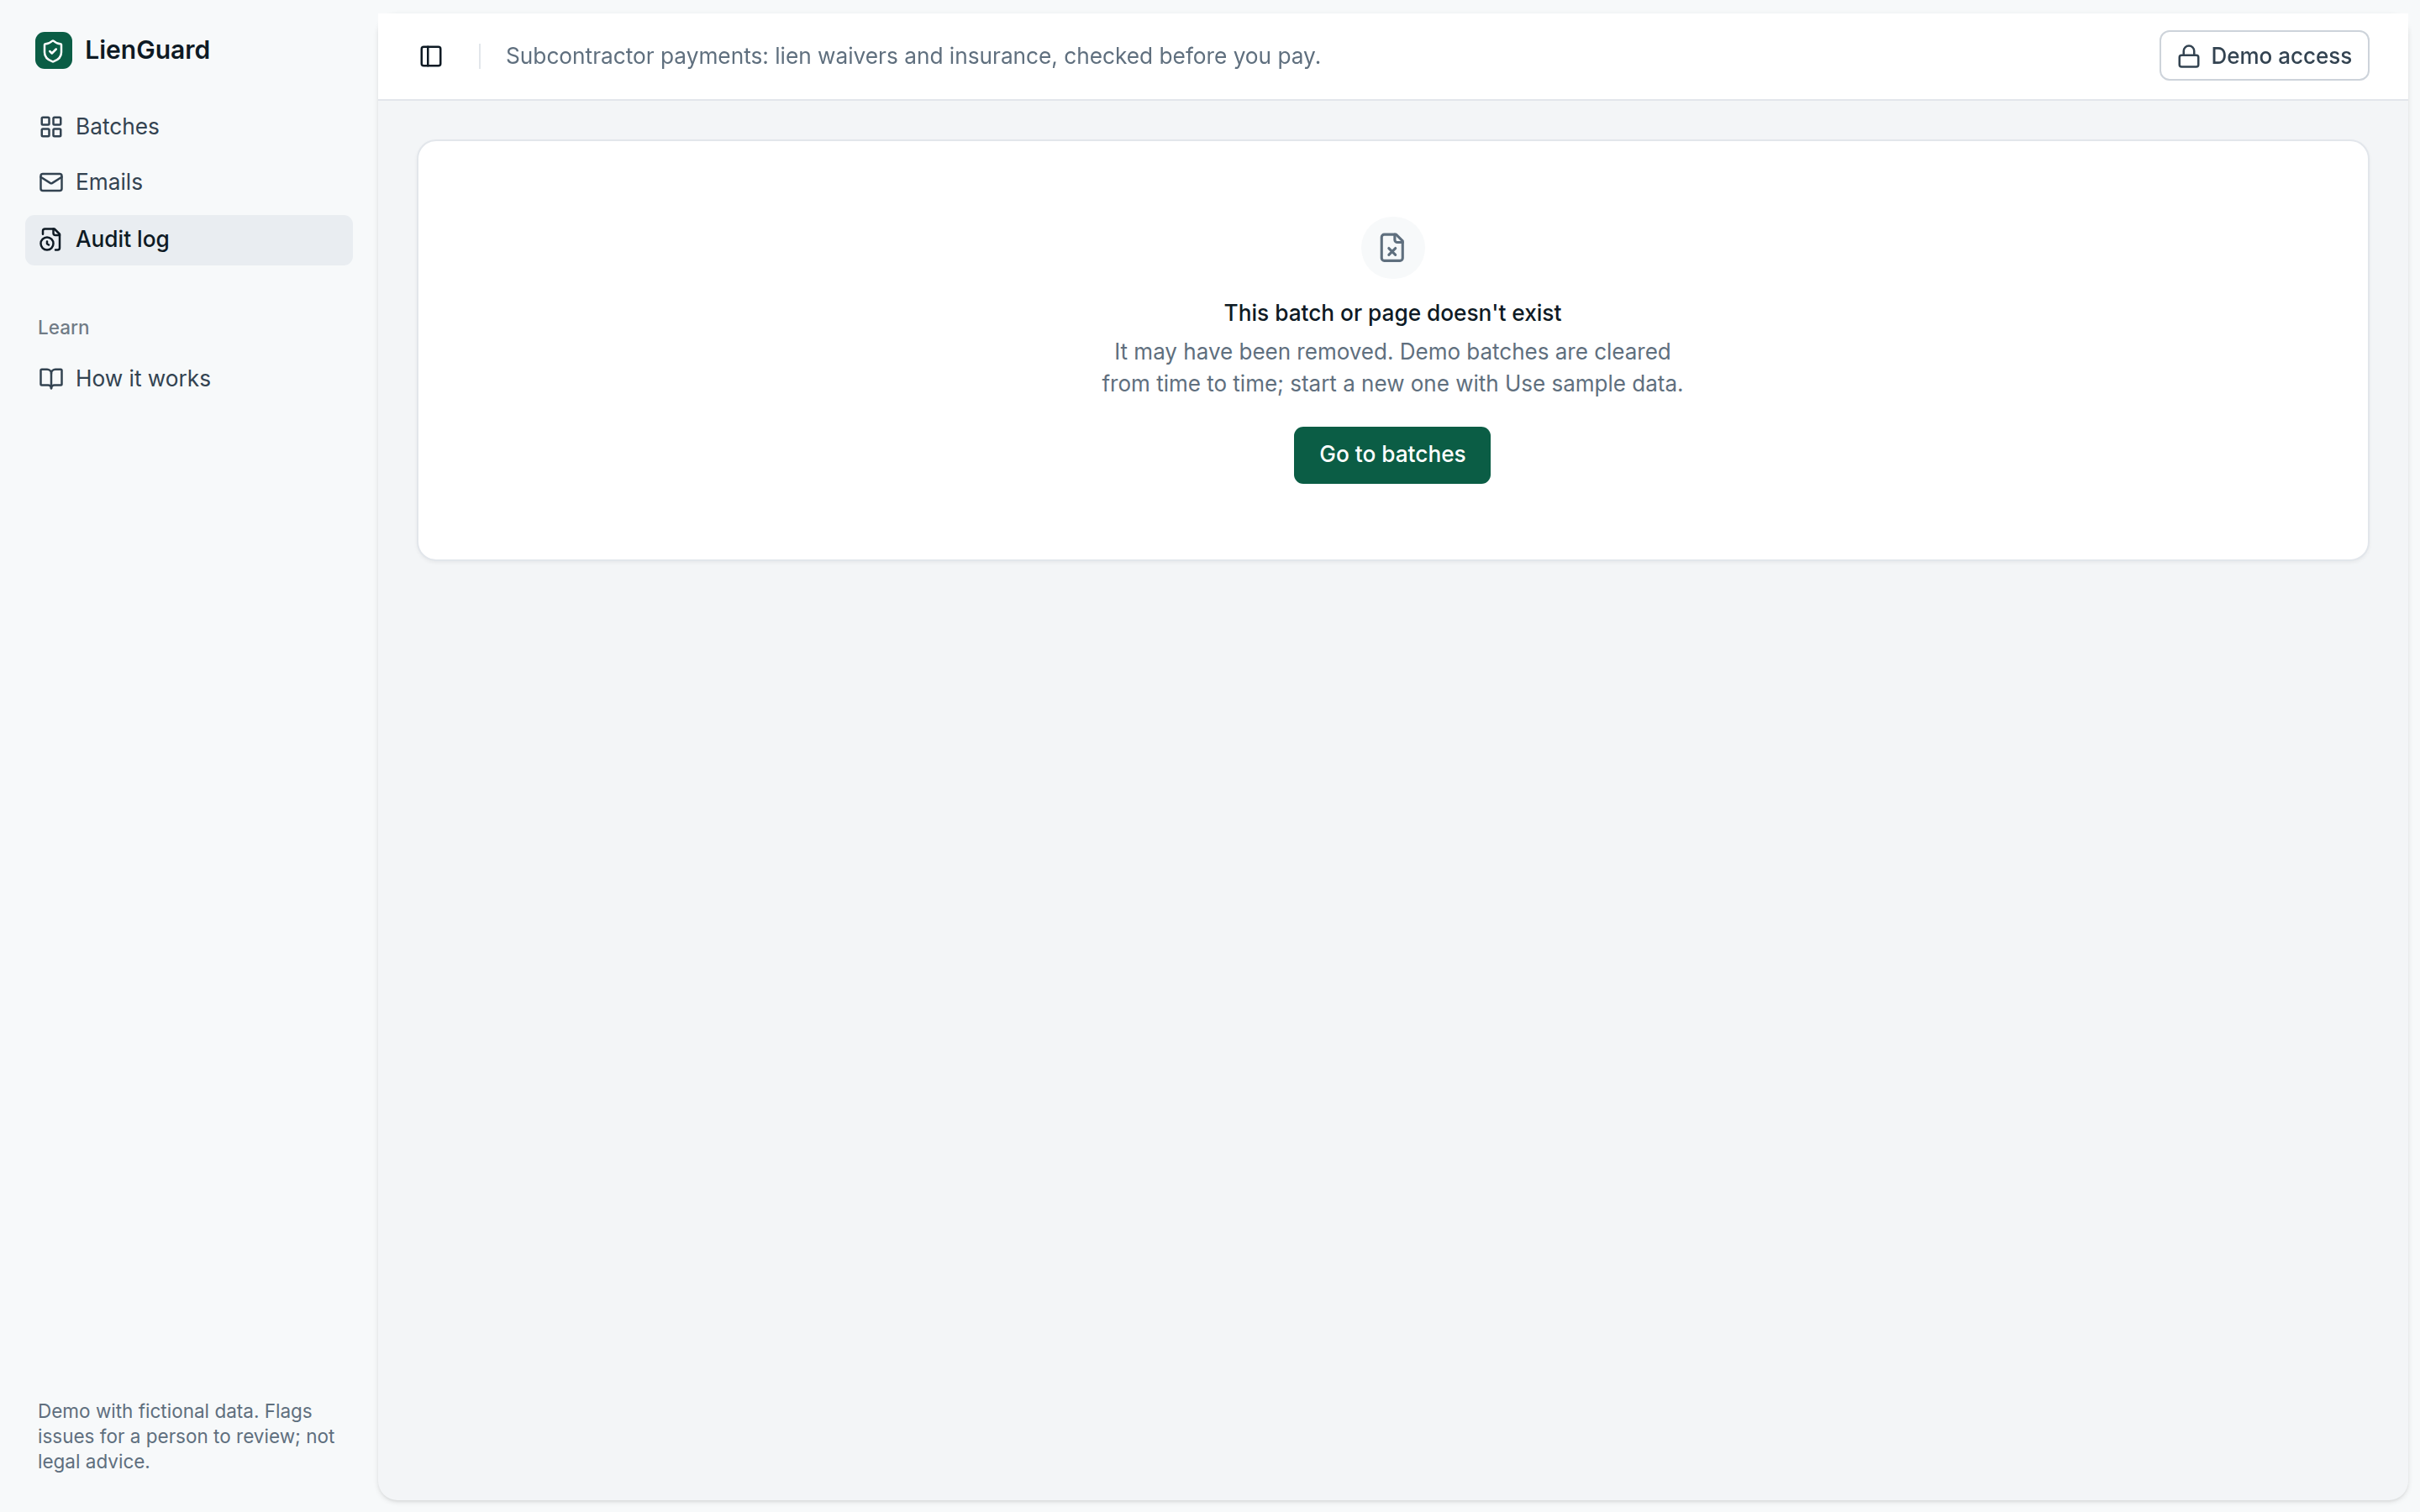 LienGuard
Batches
Emails
Audit log
Learn
How it works
Demo with fictional data. Flags
issues for a person to review; not
legal advice.
Subcontractor payments: lien waivers and insurance, checked before you pay.
Demo access
This batch or page doesn't exist
It may have been removed. Demo batches are cleared
from time to time; start a new one with Use sample data.
Go to batches